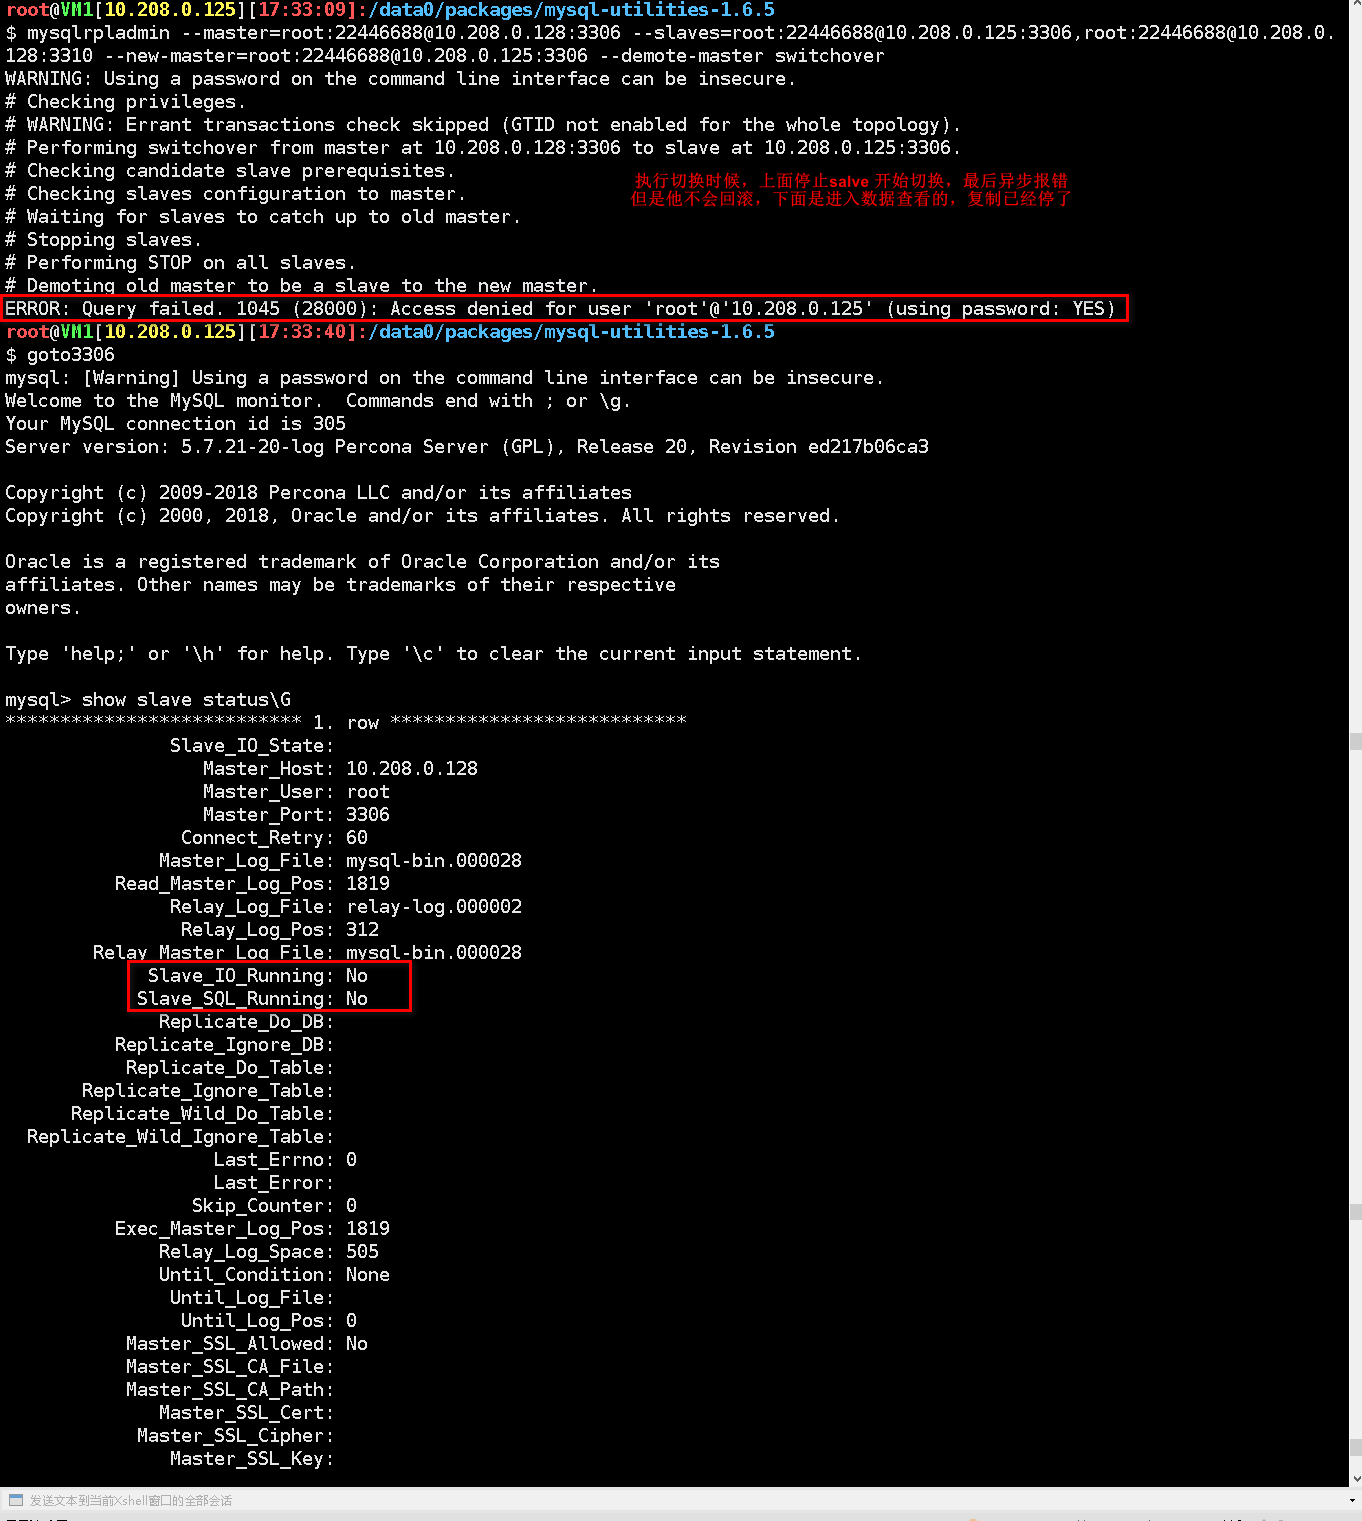 root@VM1[10.208.0.125][17:33:09]:/data0/packages/mysql-utilities-1.6.5
$ mysqlrpladmin --master=root:22446688@10.208.0.128:3306 --slaves=root:22446688@10.208.0.125:3306,root:22446688@10.208.0.
128:3310 --new-master=root:22446688@10.208.0.125:3306 --demote-master switchover
WARNING: Using a password on the command line interface can be insecure.
# Checking privileges.
# WARNING: Errant transactions check skipped (GTID not enabled for the whole topology).
# Performing switchover from master at 10.208.0.128:3306 to slave at 10.208.0.125:3306.
# Checking candidate slave prerequisites.
执行切换时候，上面停止salve 开始切换，最后异步报错
# Checking slaves configuration to master.
但是他不会回滚，下面是进入数据查看的，复制已经停了
# Waiting for slaves to catch up to old master.
# Stopping slaves.
# Performing STOP on all slaves.
# Demoting old master to be a slave to the new master.
ERROR: Query failed. 1045 (28000): Access denied for user 'root'@'10.208.0.125' (using password: YES)
root@VM1[10.208.0.125][17:33:40]:/data0/packages/mysql-utilities-1.6.5
$ goto3306
mysql: [Warning] Using a password on the command line interface can be insecure.
Welcome to the MySQL monitor.  Commands end with ; or \g.
Your MySQL connection id is 305
Server version: 5.7.21-20-log Percona Server (GPL), Release 20, Revision ed217b06ca3
Copyright (c) 2009-2018 Percona LLC and/or its affiliates
Copyright (c) 2000, 2018, Oracle and/or its affiliates. All rights reserved.
Oracle is a registered trademark of Oracle Corporation and/or its
affiliates. Other names may be trademarks of their respective
owners.
Type 'help;' or '\h' for help. Type '\c' to clear the current input statement.
mysql> show slave status\G
*************************** 1. row ***************************
Slave_IO_State:
Master_Host: 10.208.0.128
Master_User: root
Master_Port: 3306
Connect_Retry: 60
Master_Log_File: mysql-bin.000028
Read_Master_Log_Pos: 1819
Relay_Log_File: relay-log.000002
Relay_Log_Pos: 312
Relay_Master_Log_File: mysql-bin.000028
Slave_IO_Running: No
Slave_SQL_Running: No
Replicate_Do_DB:
Replicate_Ignore_DB:
Replicate_Do_Table:
Replicate_Ignore_Table:
Replicate_Wild_Do_Table:
Replicate_Wild_Ignore_Table:
Last_Errno: 0
Last_Error:
Skip_Counter: 0
Exec_Master_Log_Pos: 1819
Relay_Log_Space: 505
Until_Condition: None
Until_Log_File:
Until_Log_Pos: 0
Master_SSL_Allowed: No
Master_SSL_CA_File:
Master_SSL_CA_Path:
Master_SSL_Cert:
Master_SSL_Cipher:
Master_SSL_Key:
发送文本到当前Xshell窗口的全部会话